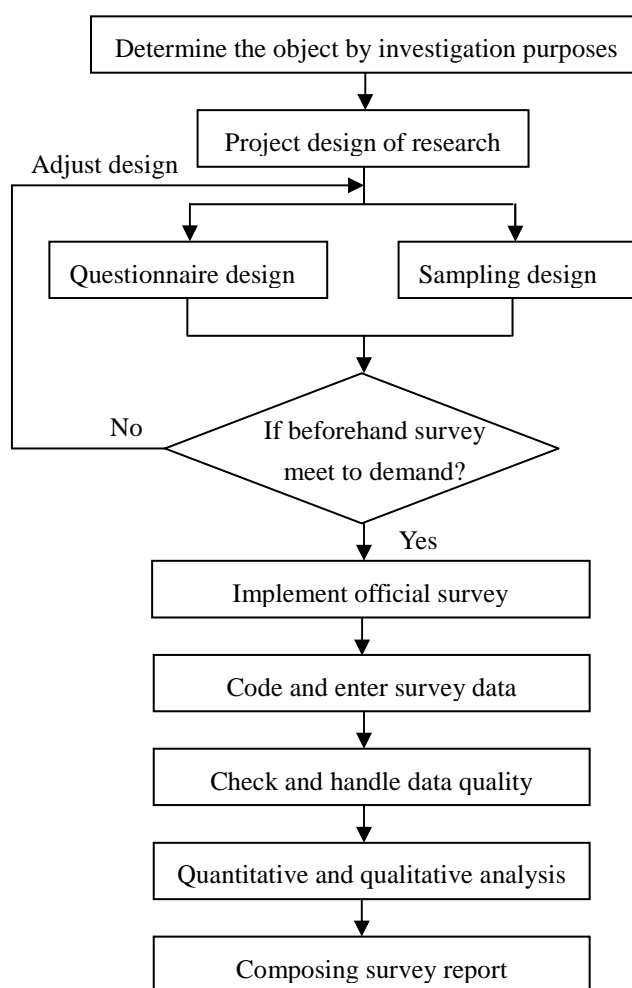 Determine the object by investigation purposes
Project design of research
Adjust design
Questionnaire design
Sampling design
No
If beforehand survey
meet to demand?
Yes
Implement official survey
Code and enter survey data
Check and handle data quality
Quantitative and qualitative analysis
Composing survey report